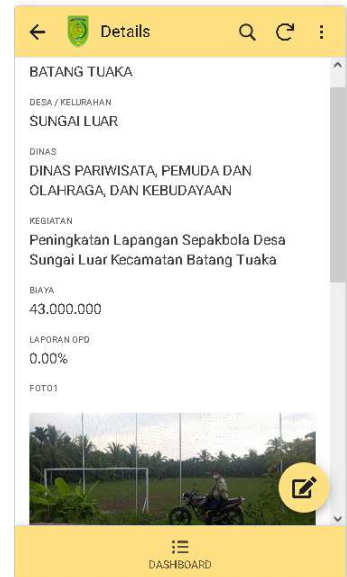 Details
BATANG TUAKA
DESA / KELURAHAN
SUNGAI LUAR
DINAS
DINAS PARIWISATA, PEMUDA DAN
OLAHRAGA, DAN KEBUDAYAAN
KEGIATAN
Peningkatan Lapangan Sepakbola Desa
Sungai Luar Kecamatan Batang Tuaka
BIAYA
43.000.000
LAPORAN OPD
0.00%
FOTO1
DASHBOARD